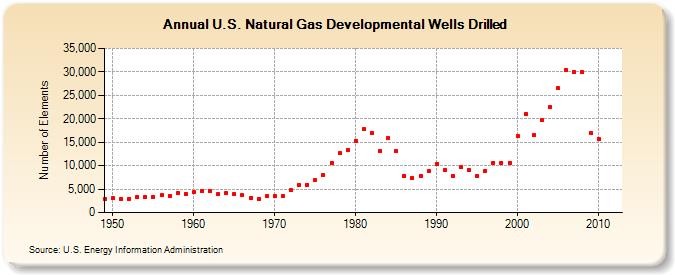 Annual U.S. Natural Gas Developmental Wells Drilled
Number of Elements
35,000
30,000
25,000
20,000
15,000
10,000
5,000
0
1950 1960 1970 1980 1990 2000 2010
Source: U.S. Energy Information Administration